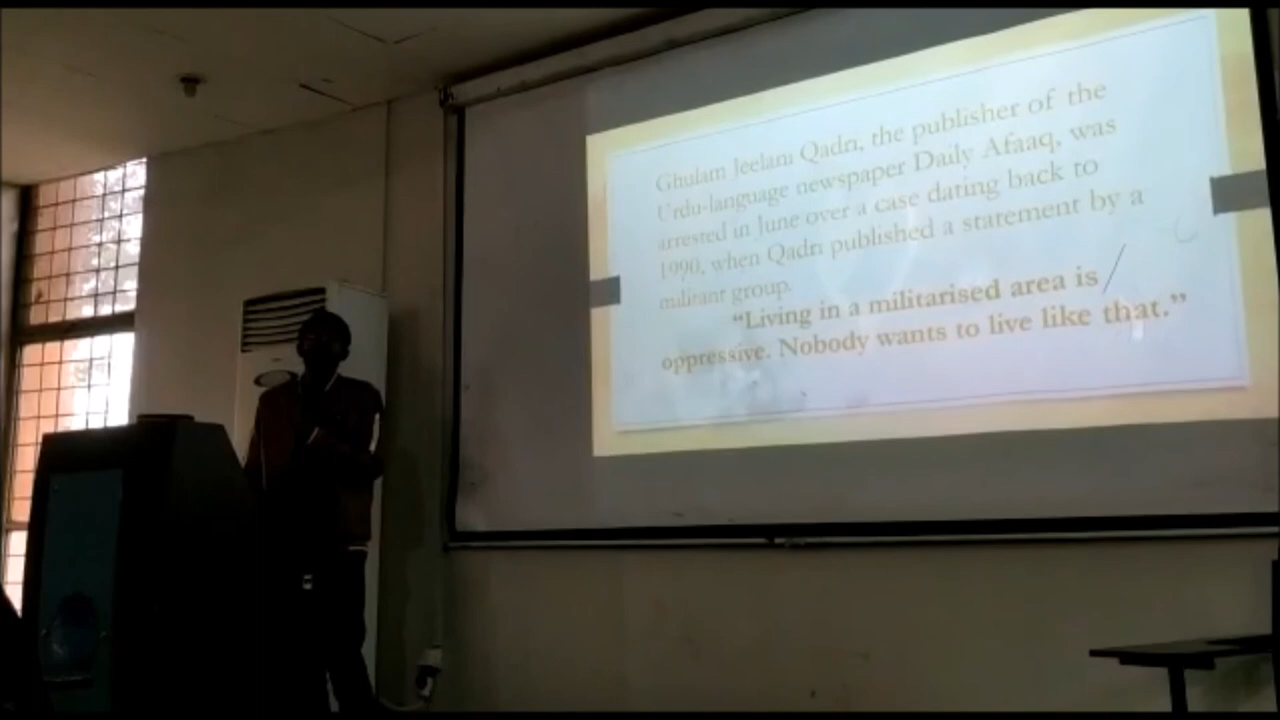 Ghulam Jeelani Qadri, the publisher of the
Urdu-language newspaper Daily Afaaq, was
arrested in June over a case dating back to
1990, when Qadri published a statement by a
militant group.
“Living in a militarised area is
oppressive. Nobody wants to live like that.”